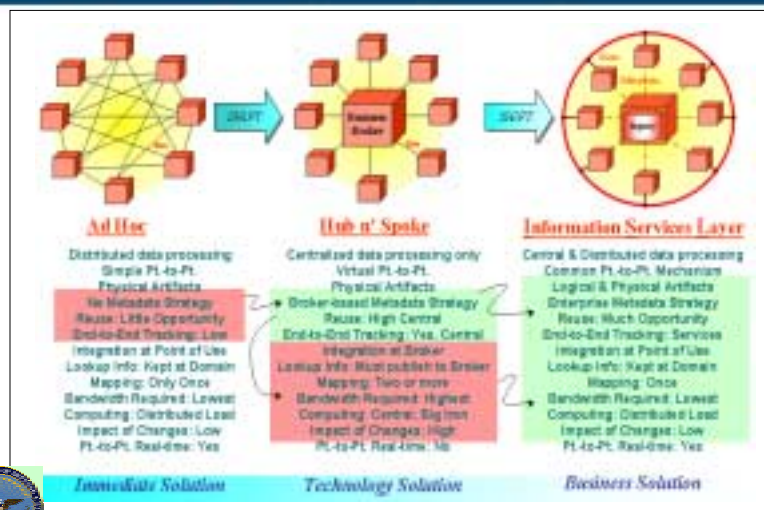 SHIFT
Business
Broker
SHIFT
Ad Hoc
Distributed data processing
Simple Pt.-to-Pt.
Physical Artifacts
No Metadata Strategy
Reuse: Little Opportunity
End-to-End Tracking: Low
Integration at Point of Use
Lookup Info: Kept at Domain
Mapping: Only Once
Bandwidth Required: Lowest
Computing: Distributed Load
Impact of Changes: Low
Pt.-to-Pt. Real-time: Yes
Immediate Solution
Hub n' Spoke
Centralized data processing only
Virtual Pt.-to-Pt.
Physical Artifacts
Broker-based Metadata Strategy
Reuse: High Central
End-to-End Tracking: Yes, Central
Integration at Broker
Lookup Info: Must publish to Broker
Mapping: Two or more
Bandwidth Required: Highest
Computing: Central, Big Iron
Impact of Changes: High
Pt.-to-Pt. Real-time: No
Technology Solution
Information Services Layer
Central & Distributed data processing
Common Pt.-to-Pt. Mechanism
Logical & Physical Artifacts
Enterprise Metadata Strategy
Reuse: Much Opportunity
End-to-End Tracking: Services
Integration at Point of Use
Lookup Info: Kept at Domain
Mapping: Once
Bandwidth Required: Lowest
Computing: Distributed Load
Impact of Changes: Low
Pt.-to-Pt. Real-time: Yes
Business Solution